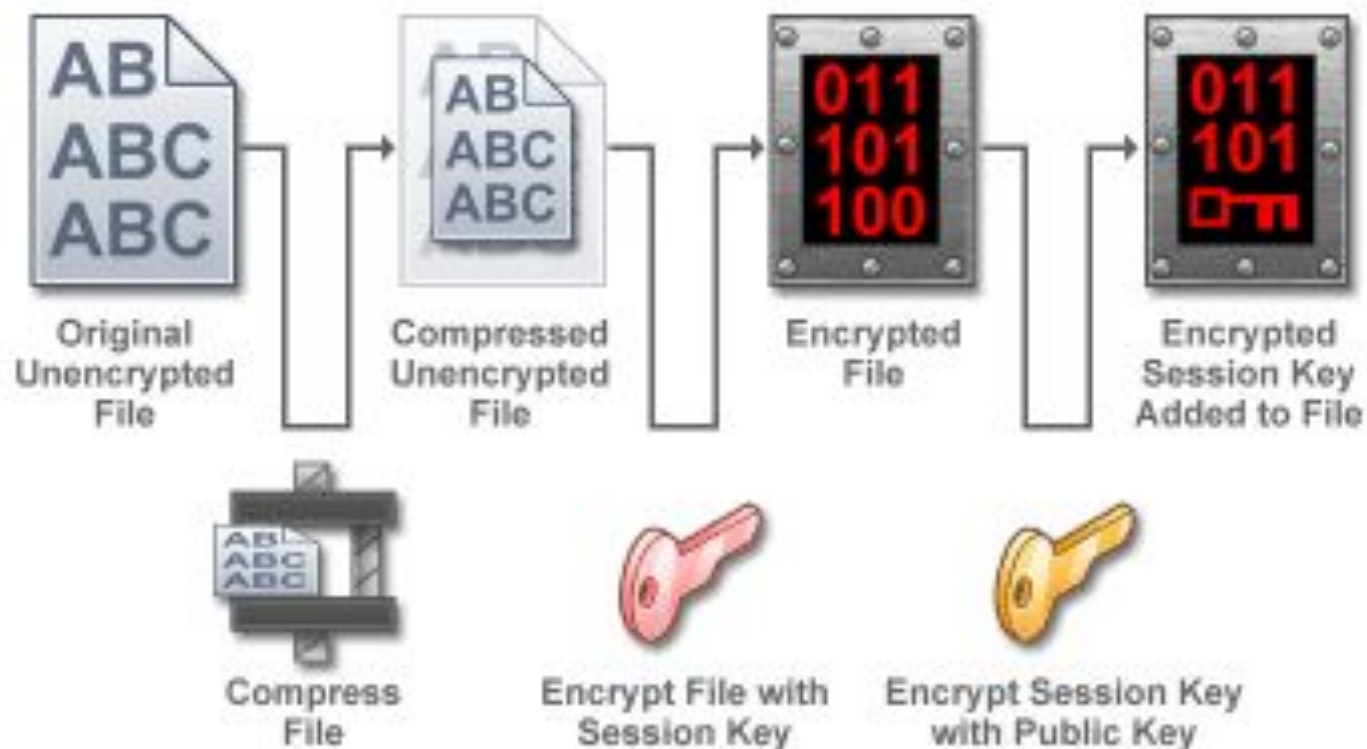 AB
ABC
ABC
AB
ABC
ABC
011
101
100
011
101
Original
Unencrypted
File
Compressed
Unencrypted
File
Encrypted
File
Encrypted
Session Key
Added to File
AB
ABC
ABC
Compress
File
Encrypt File with
Session Key
Encrypt Session Key
with Public Key